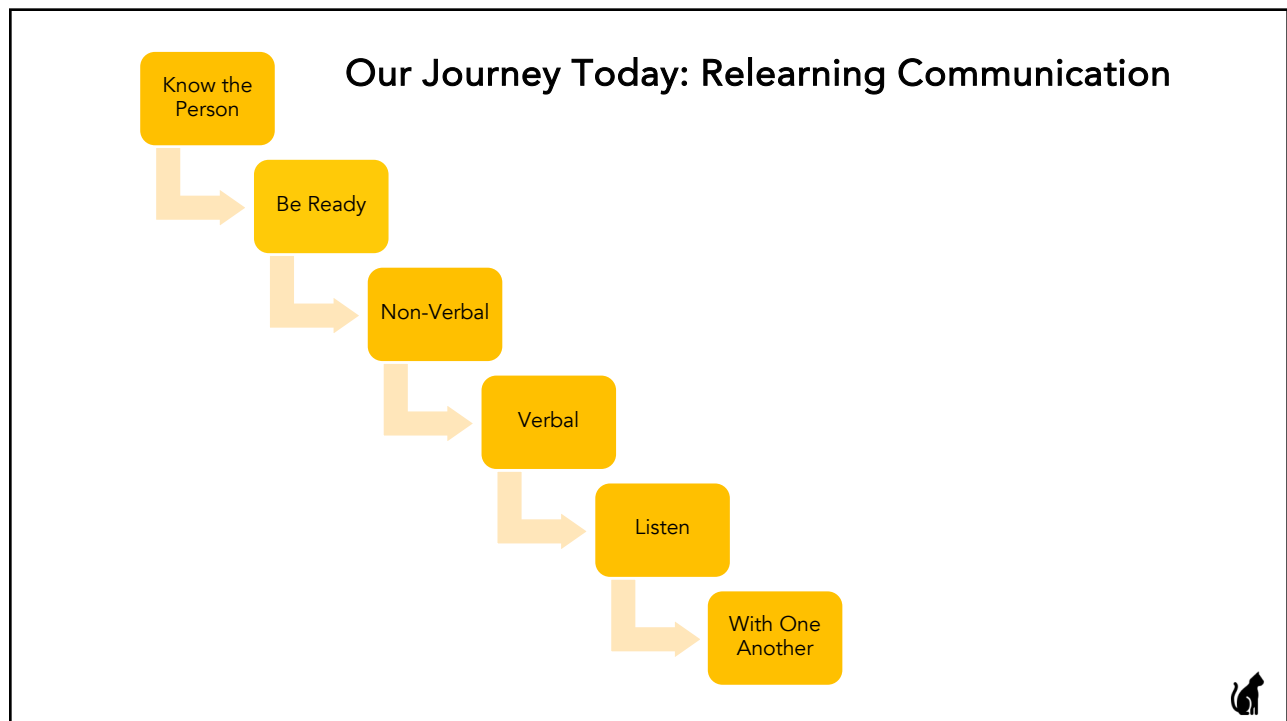 Our Journey Today: Relearning Communication
Know the
Person
Be Ready
Non-Verbal
Verbal
Listen
With One
Another